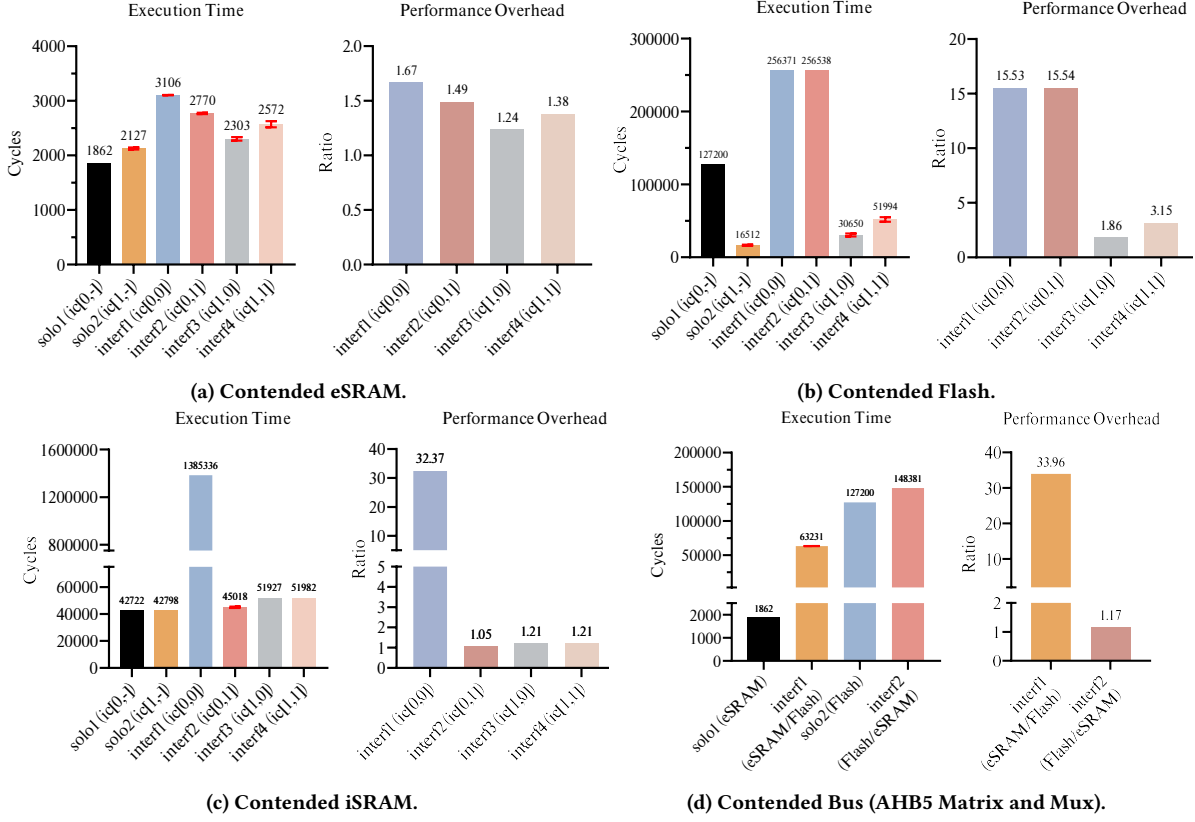 Execution Time
Performance Overhead
4000
3000
2000
1000
0
Cycles
1862
2127
3106
2770
2303
2572
solo1 (ic[0,-])
solo2 (ic[1,-])
interf1 (ic[0,0])
interf2 (ic[0,1])
interf3 (ic[1,0])
interf4 (ic[1,1])
2.0
1.5
1.0
0.5
0.0
Ratio
1.67
1.49
1.24
1.38
interf1 (ic[0,0])
interf2 (ic[0,1])
interf3 (ic[1,0])
interf4 (ic[1,1])
(a) Contended eSRAM.
Execution Time
Performance Overhead
300000
200000
100000
0
Cycles
127200
16512
256371
256538
30650
51994
solo1 (ic[0,-])
solo2 (ic[1,-])
interf1 (ic[0,0])
interf2 (ic[0,1])
interf3 (ic[1,0])
interf4 (ic[1,1])
20
15
10
5
0
Ratio
15.53
15.54
1.86
3.15
interf1 (ic[0,0])
interf2 (ic[0,1])
interf3 (ic[1,0])
interf4 (ic[1,1])
(b) Contended Flash.
Execution Time
Performance Overhead
1600000
1200000
800000
60000
40000
20000
0
Cycles
42722
42798
1385336
45018
51927
51982
solo1 (ic[0,-])
solo2 (ic[1,-])
interf1 (ic[0,0])
interf2 (ic[0,1])
interf3 (ic[1,0])
interf4 (ic[1,1])
40
30
20
10
5
4
3
2
1
0
Ratio
32.37
1.05
1.21
1.21
interf1 (ic[0,0])
interf2 (ic[0,1])
interf3 (ic[1,0])
interf4 (ic[1,1])
(c) Contended iSRAM.
Execution Time
Performance Overhead
200000
150000
100000
50000
2000
1000
0
Cycles
1862
63231
127200
148381
solo1 (eSRAM)
interf1
(eSRAM/Flash)
solo2 (Flash)
interf2
(Flash/eSRAM)
40
30
20
10
2
1
0
Ratio
33.96
1.17
interf1
(eSRAM/Flash)
interf2
(Flash/eSRAM)
(d) Contended Bus (AHB5 Matrix and Mux).